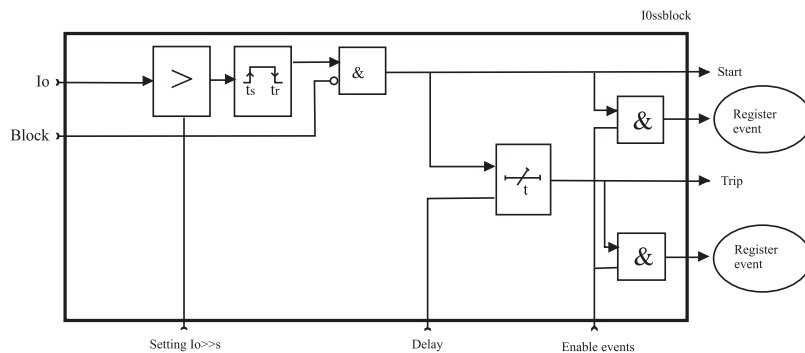 I0ssblock
Io
>
ts tr
&
Start
Register
event
&
Block
t
Trip
Register
event
&
Setting Io>>s
Delay
Enable events